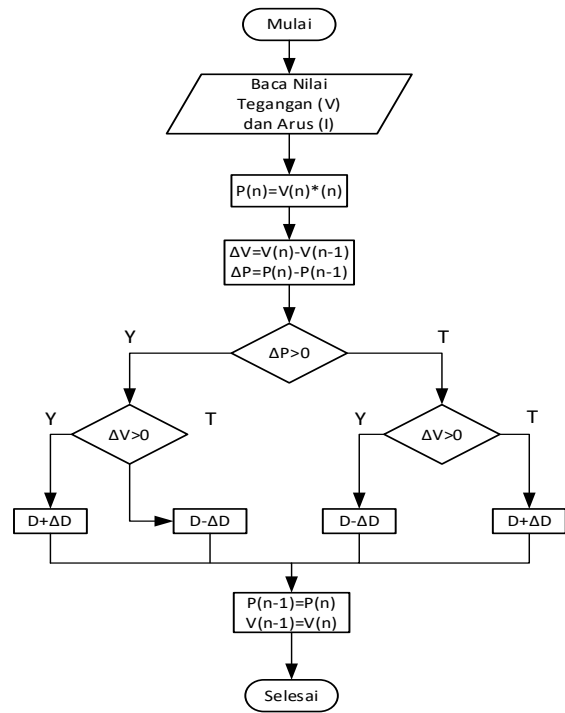 Mulai
Baca Nilai
Tegangan (V)
dan Arus (I)
P(n)=V(n)*(n)
ΔV=V(n)-V(n-1)
ΔP=P(n)-P(n-1)
Y
ΔP>0
T
Y
ΔV>0
T
Y
ΔV>0
T
D+ΔD
D-ΔD
D-ΔD
D+ΔD
P(n-1)=P(n)
V(n-1)=V(n)
Selesai